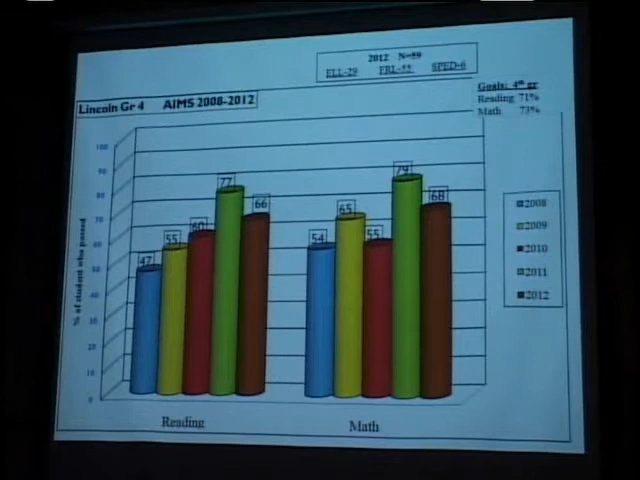 2012 N=59
ELL-29 FRL-55 SPED-6
Goals: 4th gr
Reading 71%
Math 73%
Lincoln Gr 4 AIMS 2008-2012
% of student who passed
100
90
80
70
60
50
40
30
20
10
0
47
55
60
77
66
54
65
55
79
68
Reading
Math
2008
2009
2010
2011
2012